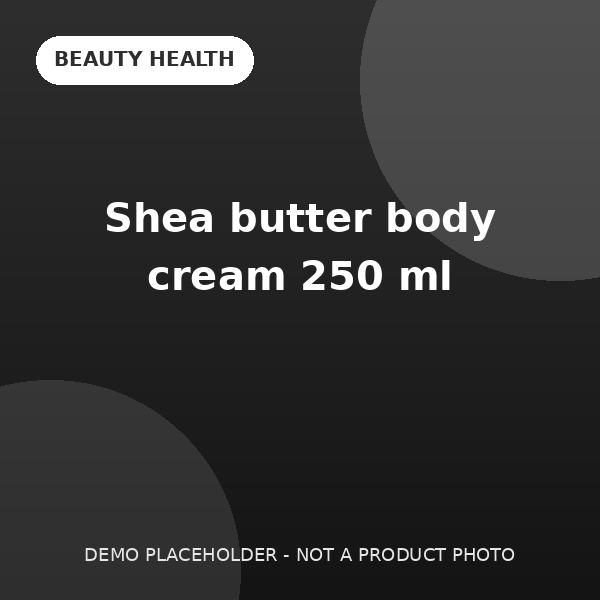 BEAUTY HEALTH
Shea butter body
cream 250 ml
DEMO PLACEHOLDER - NOT A PRODUCT PHOTO